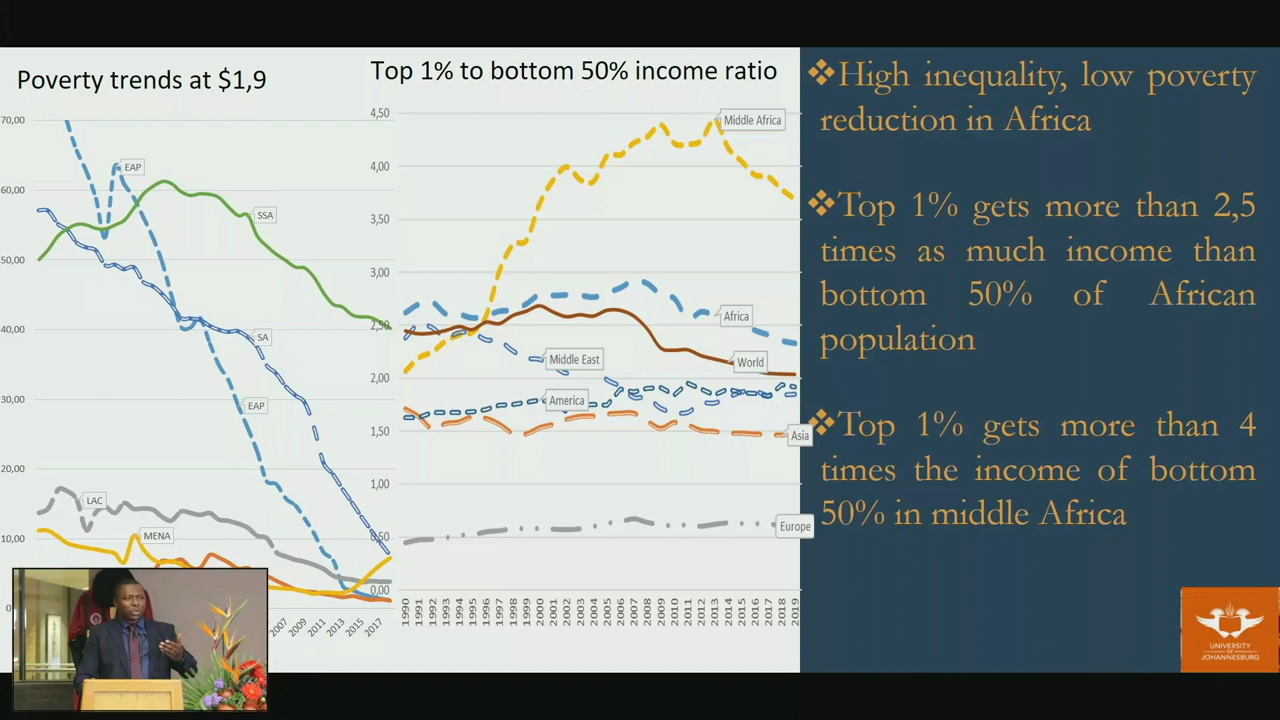 Poverty trends at $1,9
70,00
60,00
50,00
40,00
30,00
20,00
10,00
0
EAP
SSA
SA
EAP
LAC
MENA
2007
2009
2011
2013
2015
2017
Top 1% to bottom 50% income ratio
4,50
4,00
3,50
3,00
2,50
2,00
1,50
1,00
0,50
0,00
Middle Africa
Africa
World
Middle East
America
Asia
Europe
1990
1991
1992
1993
1994
1995
1996
1997
1998
1999
2000
2001
2002
2003
2004
2005
2006
2007
2008
2009
2010
2011
2012
2013
2014
2015
2016
2017
2018
2019
❖High inequality, low poverty
reduction in Africa
❖Top 1% gets more than 2,5
times as much income than
bottom 50% of African
population
❖Top 1% gets more than 4
times the income of bottom
50% in middle Africa
UNIVERSITY
OF
JOHANNESBURG